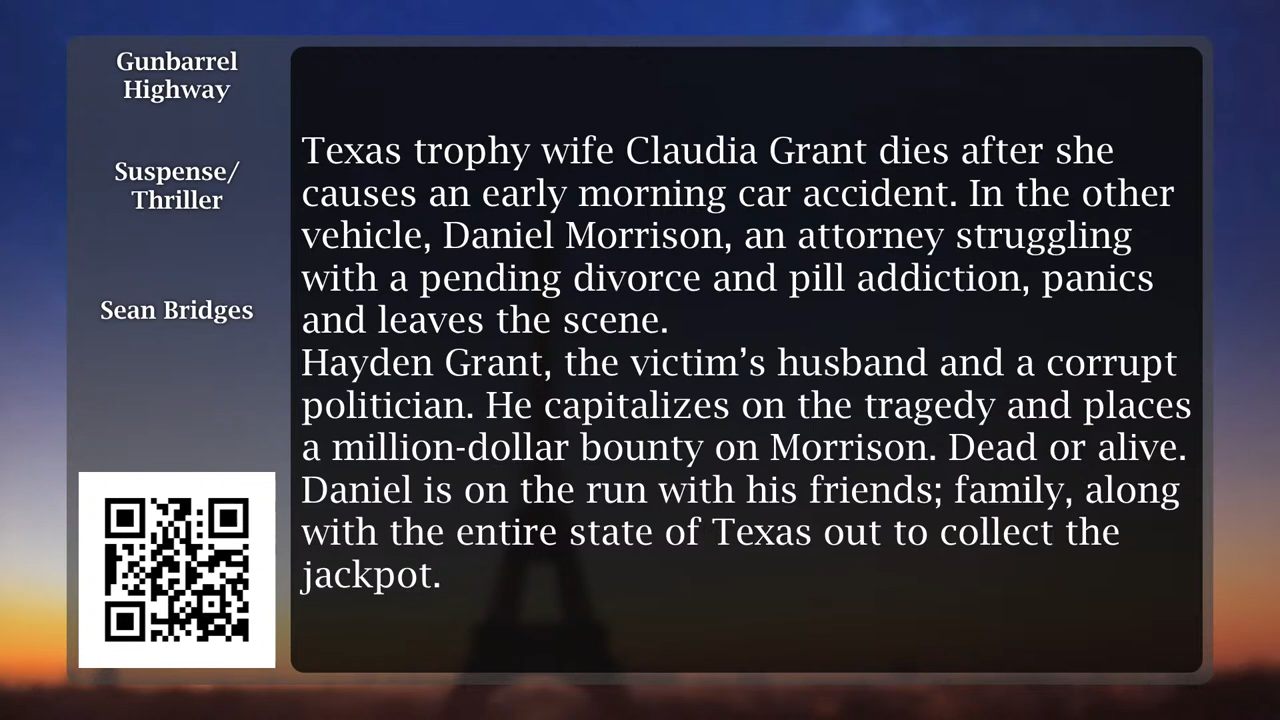 Gunbarrel
Highway
Suspense/
Thriller
Sean Bridges
Texas trophy wife Claudia Grant dies after she
causes an early morning car accident. In the other
vehicle, Daniel Morrison, an attorney struggling
with a pending divorce and pill addiction, panics
and leaves the scene.
Hayden Grant, the victim’s husband and a corrupt
politician. He capitalizes on the tragedy and places
a million-dollar bounty on Morrison. Dead or alive.
Daniel is on the run with his friends; family, along
with the entire state of Texas out to collect the
jackpot.